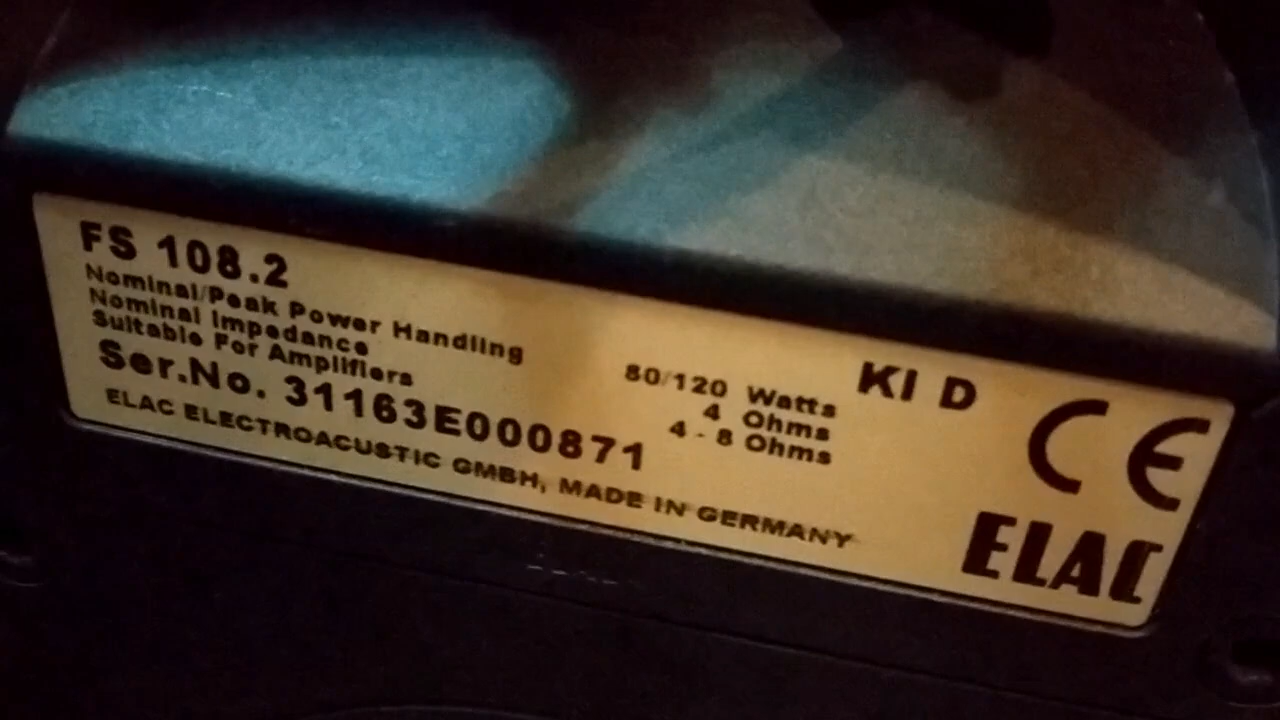 FS 108.2
Nominal/Peak Power Handling 80/120 Watts
Nominal Impedance 4 Ohms
Suitable For Amplifiers 4 - 8 Ohms
KI D
Ser.No. 31163E000871
ELAC ELECTROACUSTIC GMBH, MADE IN GERMANY
CE
ELAC